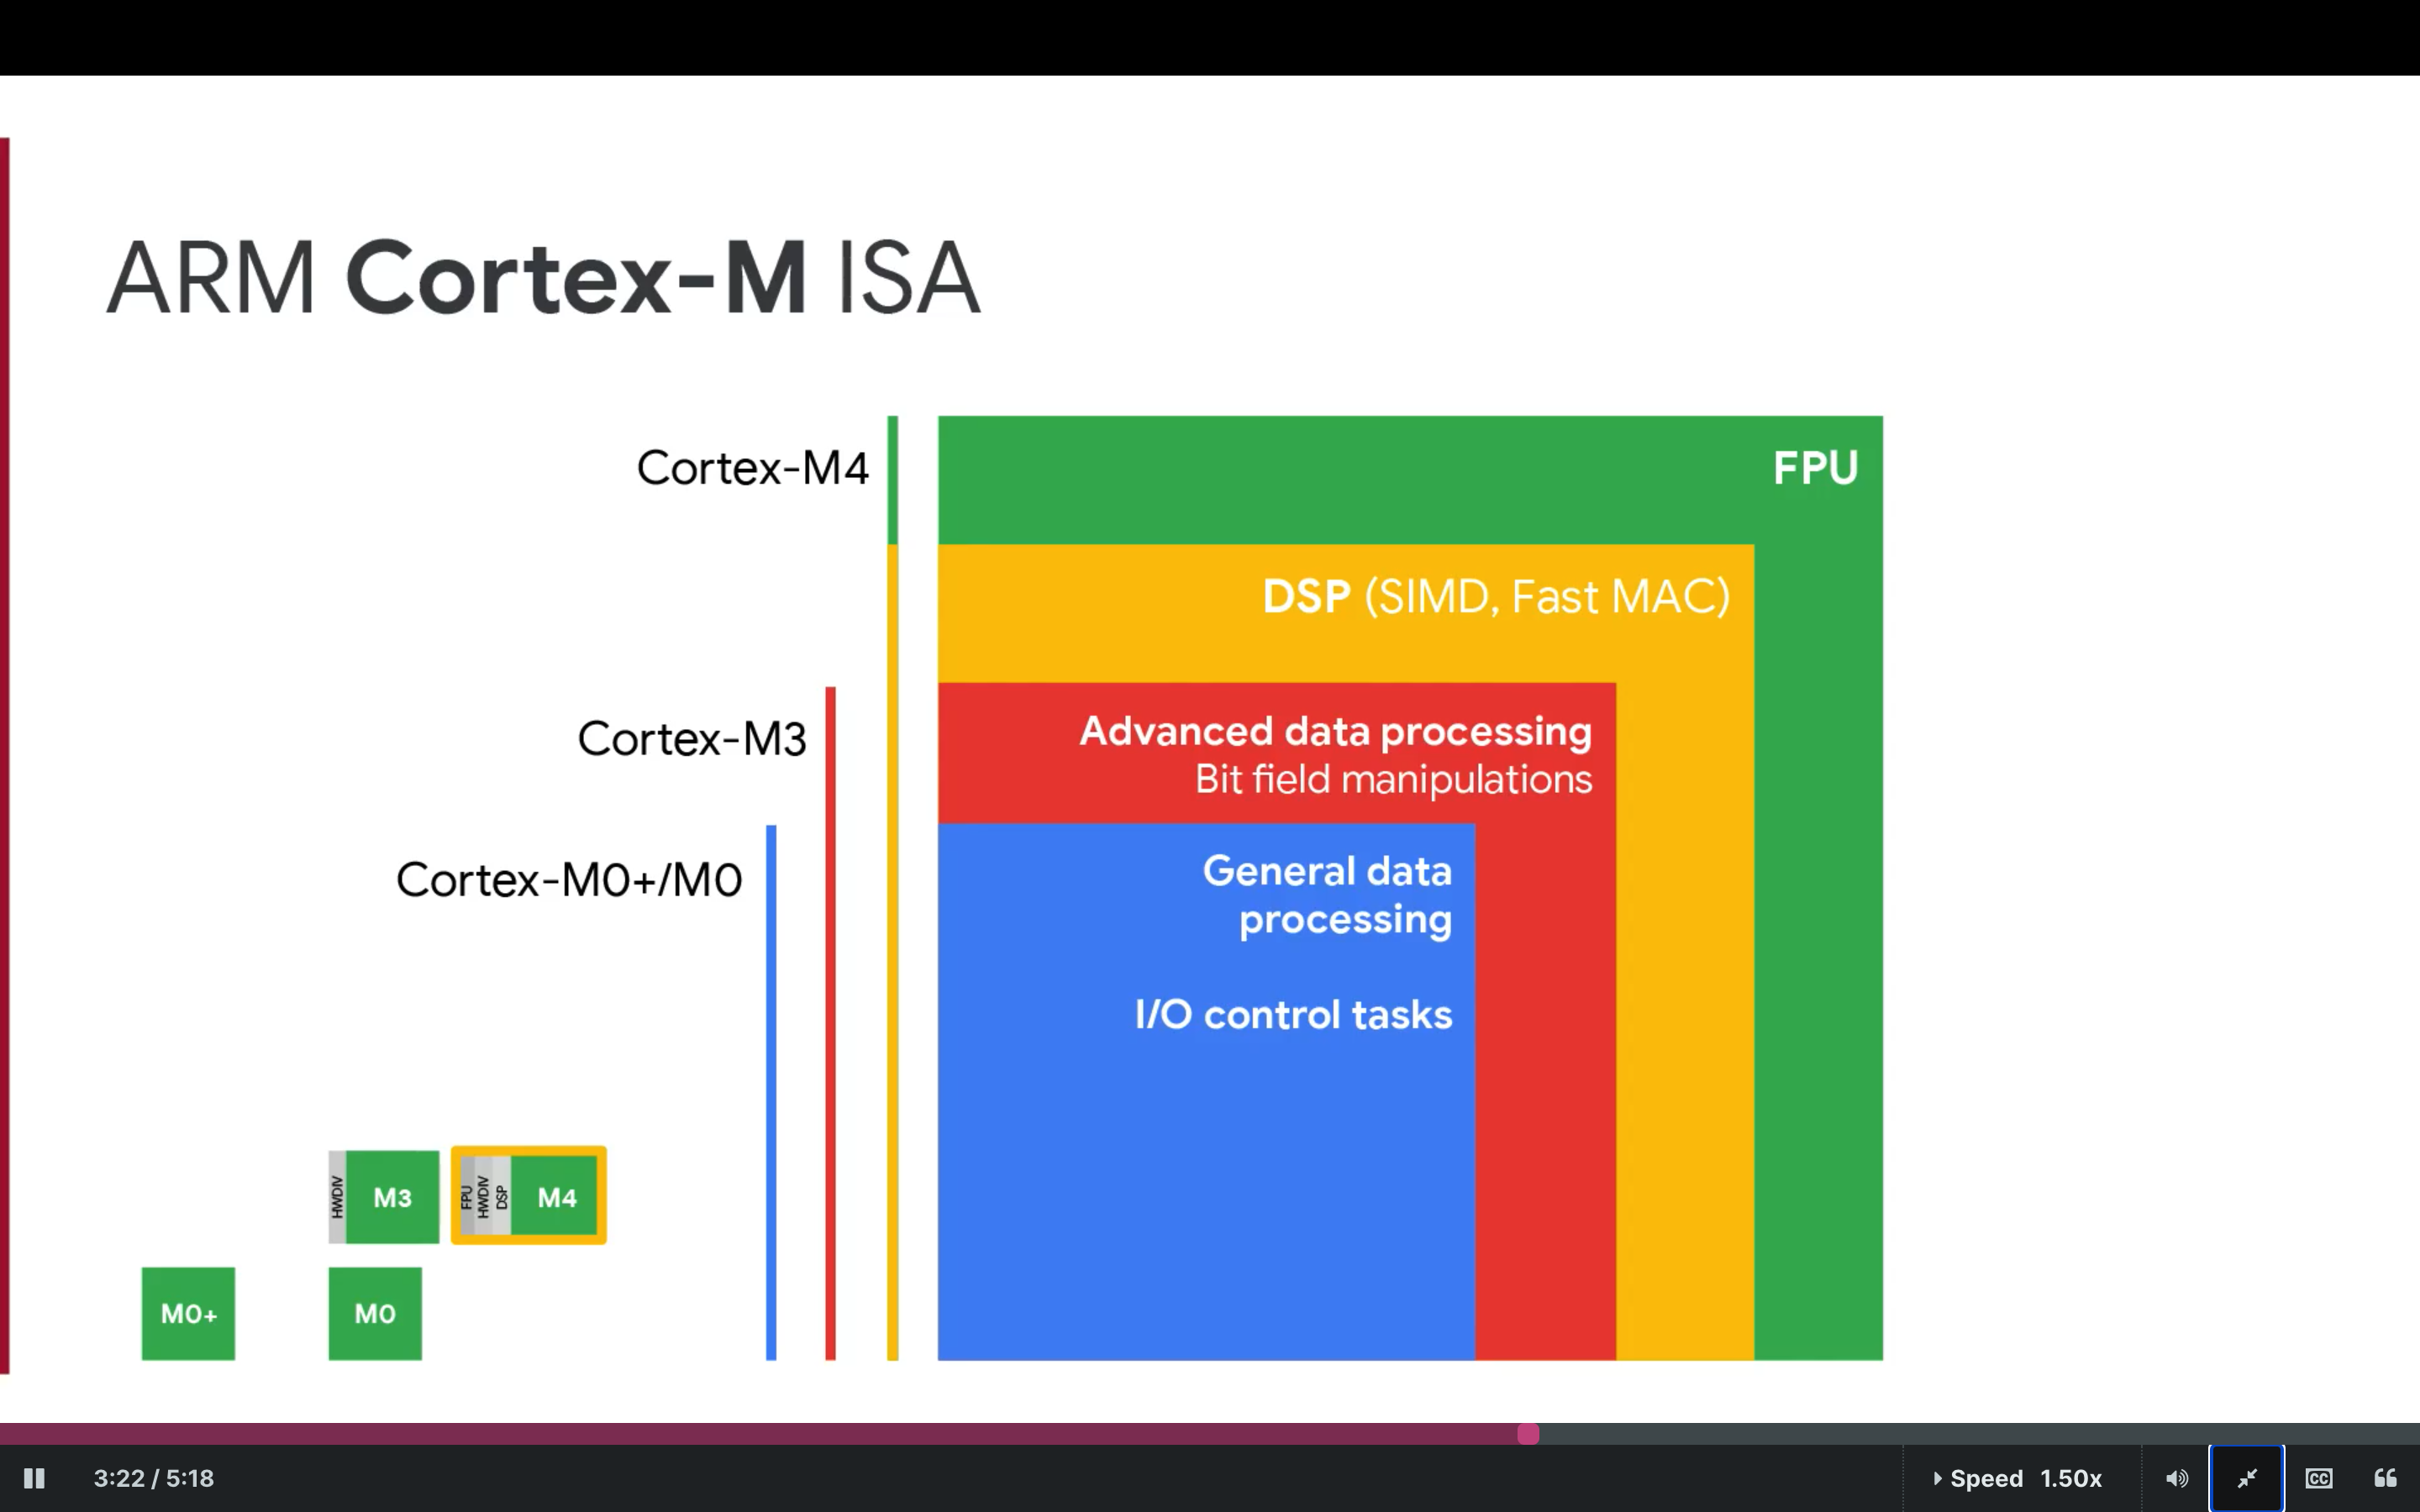 ARM Cortex-M ISA
Cortex-M4
FPU
DSP (SIMD, Fast MAC)
Cortex-M3
Advanced data processing
Bit field manipulations
Cortex-M0+/M0
General data
processing
I/O control tasks
HWDIV
M3
FPU
HWDIV
DSP
M4
M0+
M0
3:22 / 5:18
Speed 1.50x
CC